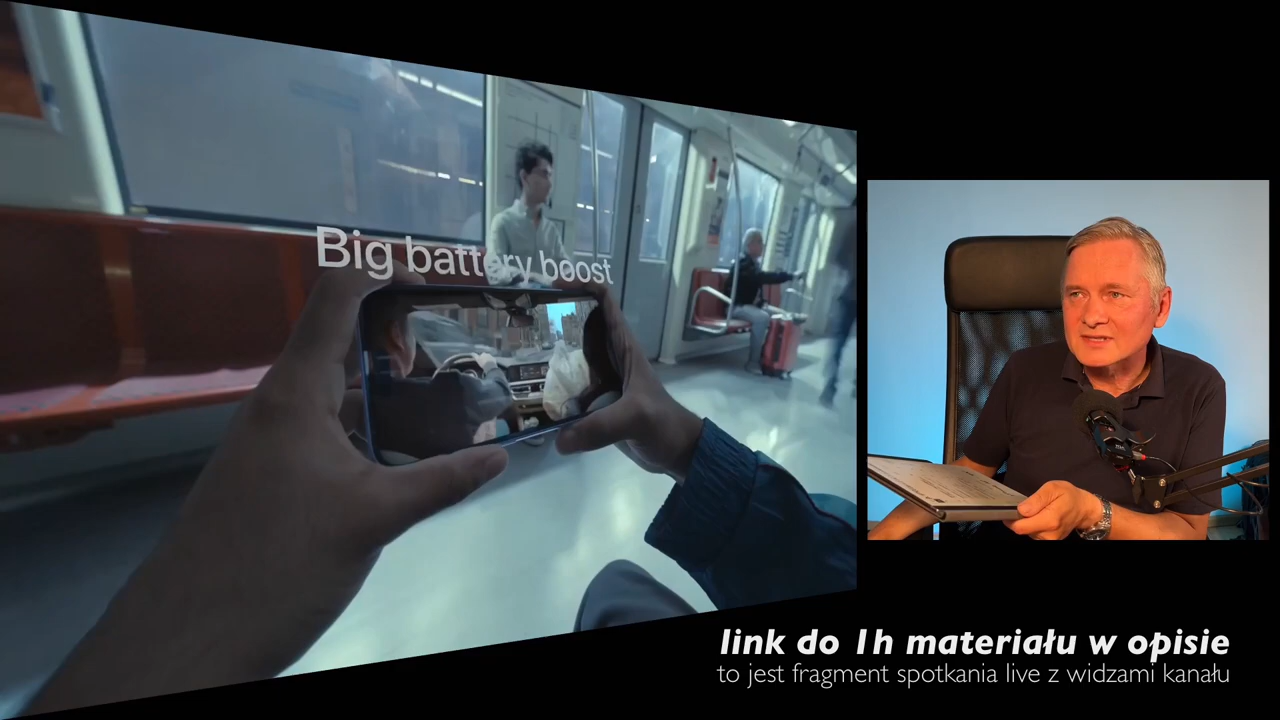 Big battery boost
link do 1h materiału w opisie
to jest fragment spotkania live z widzami kanału